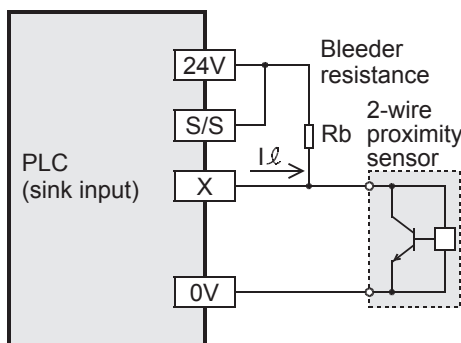 24V
Bleeder
resistance
S/S
Rb
2-wire
proximity
sensor
PLC
(sink input)
Iℓ
X
0V